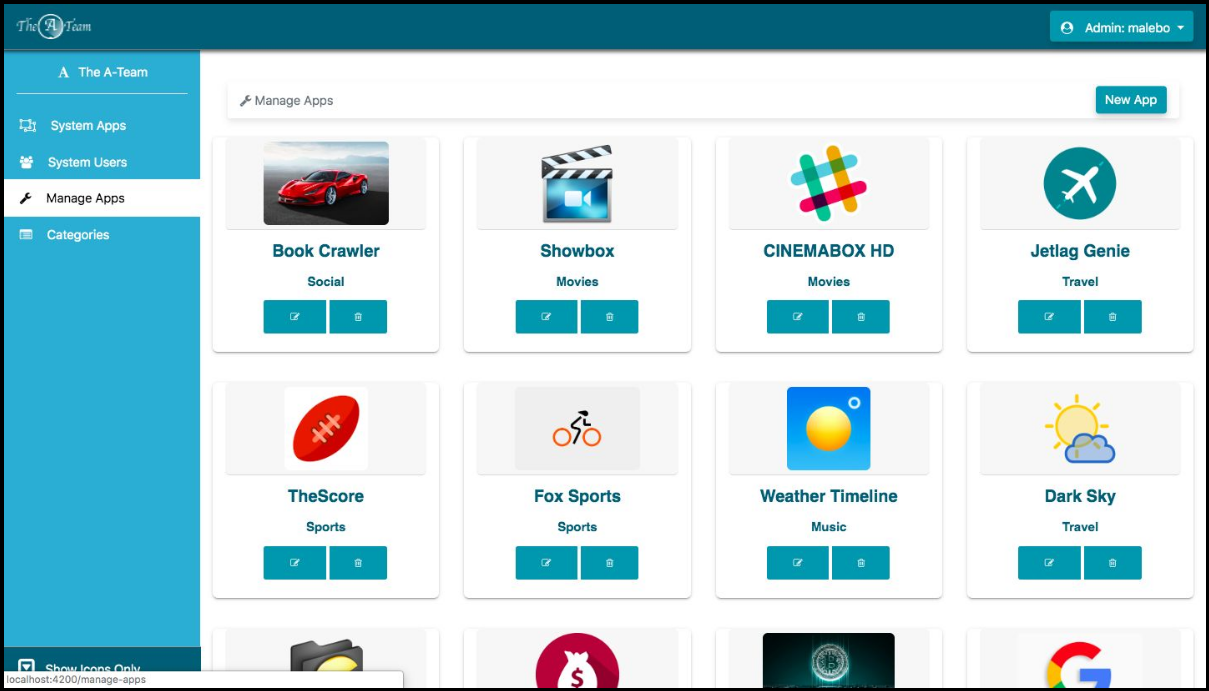 The A Team
Admin: malebo
A The A-Team
System Apps
System Users
Manage Apps
Categories
Show Icons Only
localhost:4200/manage-apps
Manage Apps
New App
Book Crawler
Social
Showbox
Movies
CINEMABOX HD
Movies
Jetlag Genie
Travel
TheScore
Sports
Fox Sports
Sports
Weather Timeline
Music
Dark Sky
Travel
$